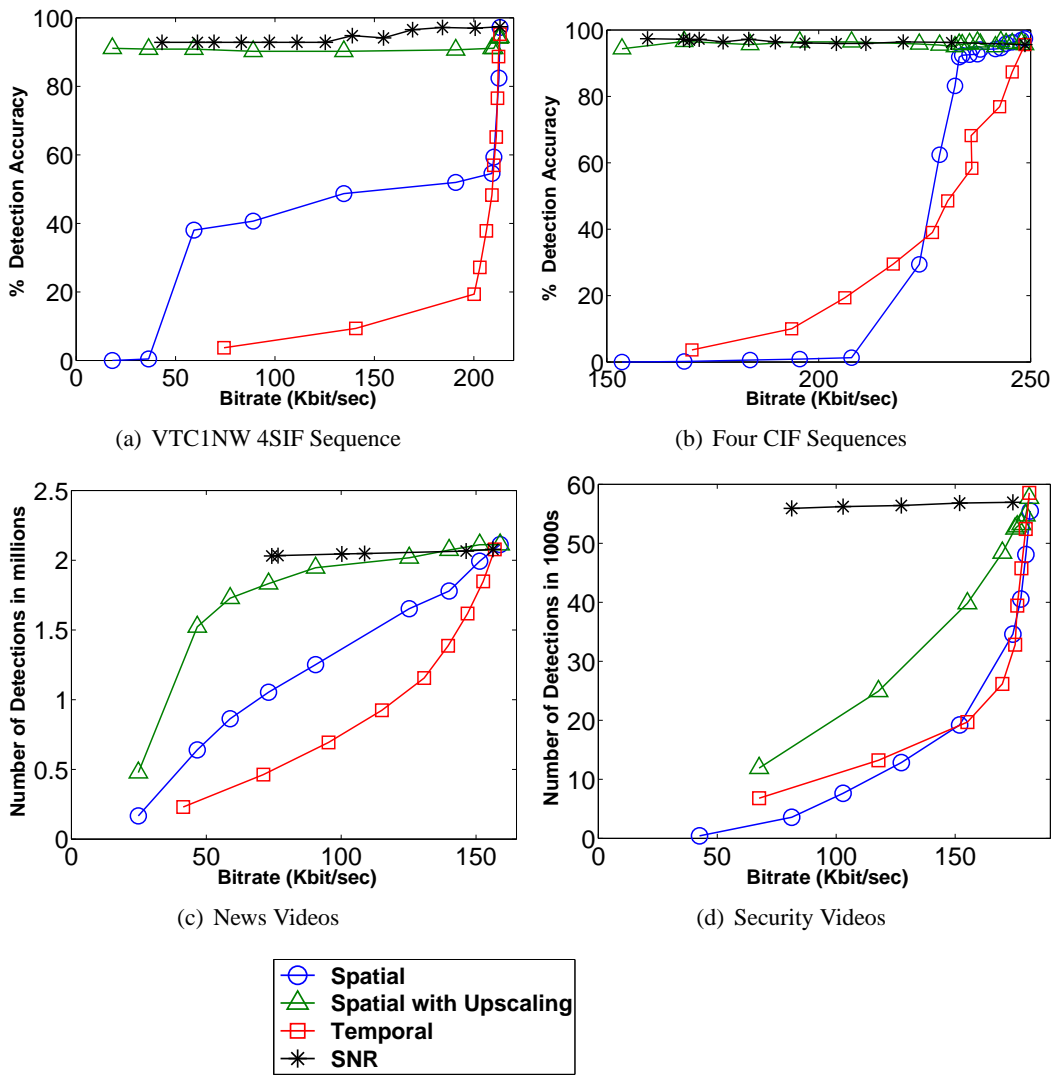 100
80
60
40
20
0
% Detection Accuracy
0 50 100 150 200
Bitrate (Kbit/sec)
(a) VTC1NW 4SIF Sequence
100
80
60
40
20
0
% Detection Accuracy
150 200 250
Bitrate (Kbit/sec)
(b) Four CIF Sequences
2.5
2
1.5
1
0.5
0
Number of Detections in millions
0 50 100 150
Bitrate (Kbit/sec)
(c) News Videos
60
50
40
30
20
10
0
Number of Detections in 1000s
0 50 100 150
Bitrate (Kbit/sec)
(d) Security Videos
Spatial
Spatial with Upscaling
Temporal
SNR